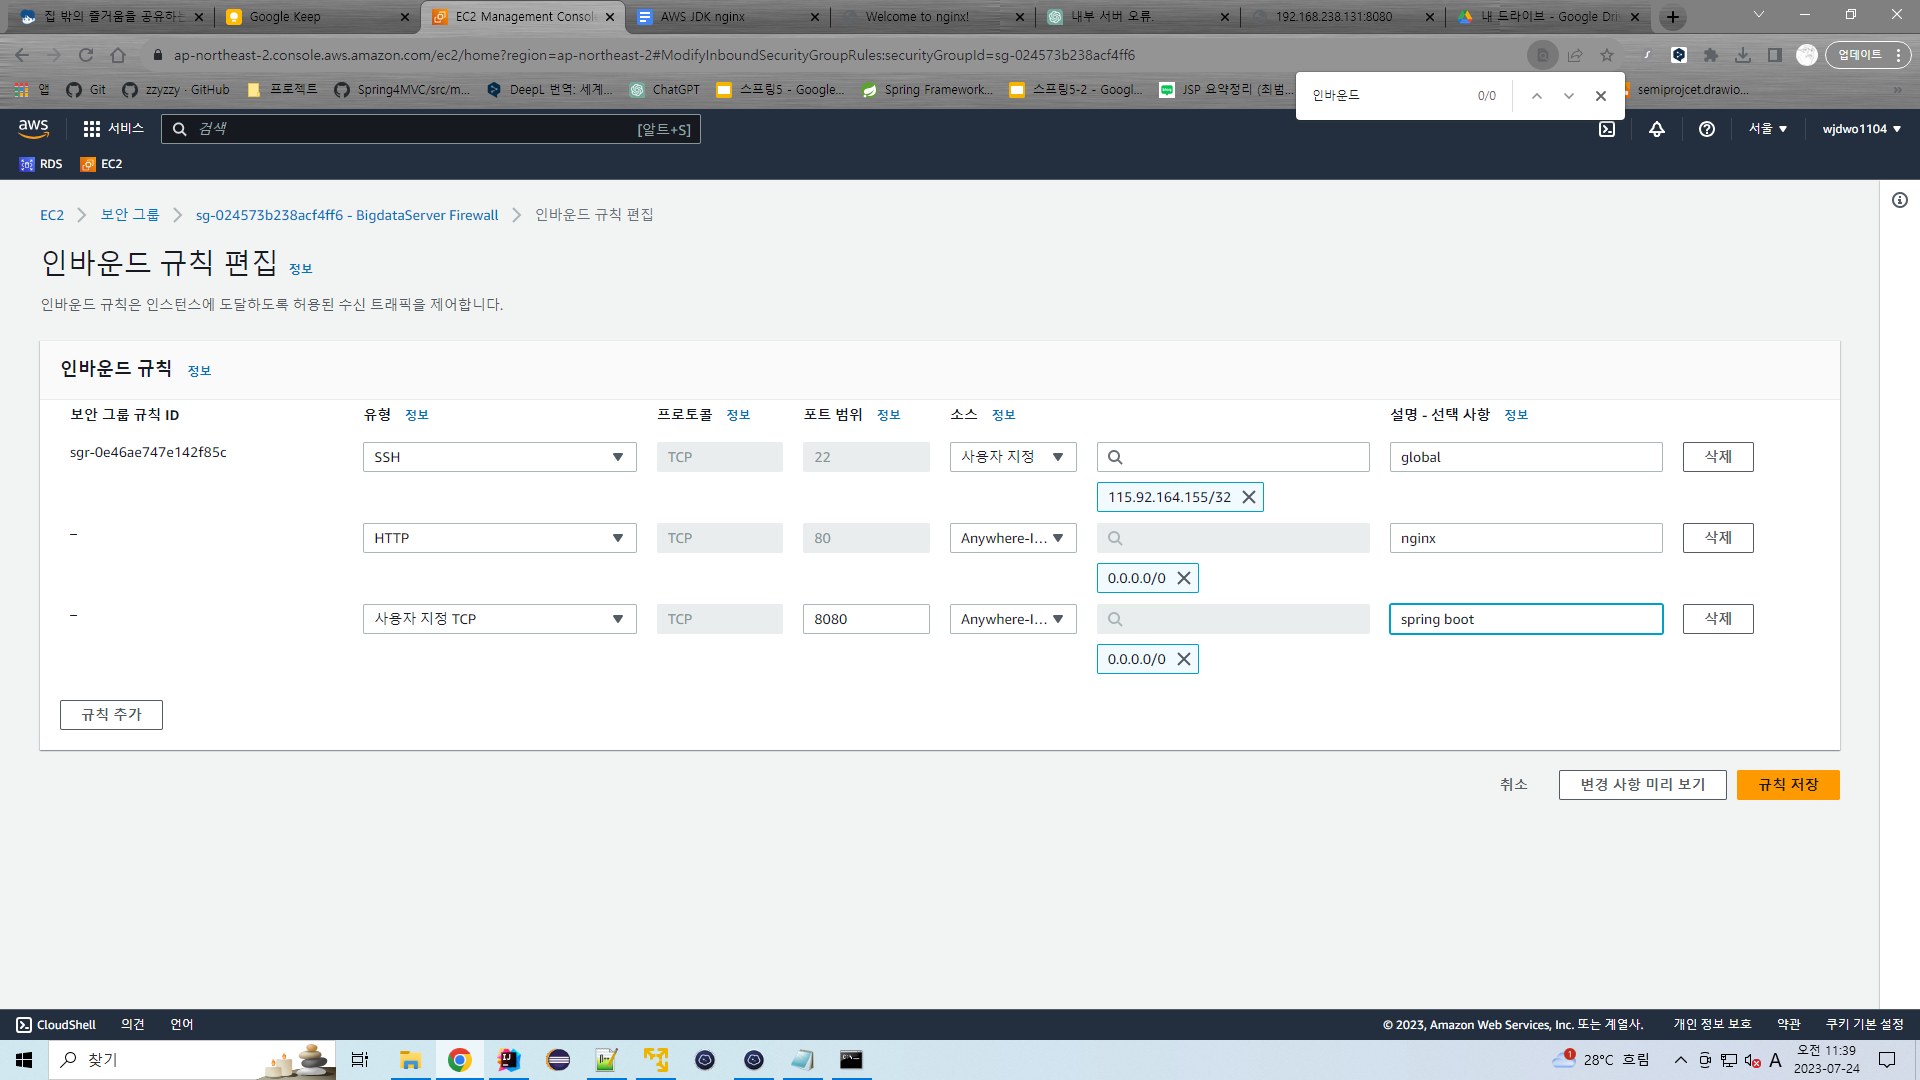 집 밖의 즐거움을 공유하는
Google Keep
EC2 Management Consol
AWS JDK nginx
Welcome to nginx!
내부 서버 오류.
192.168.238.131:8080
내 드라이브 - Google Dri
ap-northeast-2.console.aws.amazon.com/ec2/home?region=ap-northeast-2#ModifyInboundSecurityGroupRules:securityGroupId=sg-024573b238acf4ff6
업데이트
앱
Git
zzyzzy · GitHub
프로젝트
Spring4MVC/src/m...
DeepL 번역: 세계...
ChatGPT
스프링5 - Google...
Spring Framework...
스프링5-2 - Googl...
JSP 요약정리 (최범...
semiprojcet.drawio...
인바운드
0/0
aws
서비스
검색
[알트+S]
서울
wjdwo1104
RDS
EC2
EC2
보안 그룹
sg-024573b238acf4ff6 - BigdataServer Firewall
인바운드 규칙 편집
인바운드 규칙 편집 정보
인바운드 규칙은 인스턴스에 도달하도록 허용된 수신 트래픽을 제어합니다.
인바운드 규칙 정보
보안 그룹 규칙 ID
유형 정보
프로토콜 정보
포트 범위 정보
소스 정보
설명 - 선택 사항 정보
sgr-0e46ae747e142f85c
SSH
TCP
22
사용자 지정
global
삭제
115.92.164.155/32
–
HTTP
TCP
80
Anywhere-I...
nginx
삭제
0.0.0.0/0
–
사용자 지정 TCP
TCP
8080
Anywhere-I...
spring boot
삭제
0.0.0.0/0
규칙 추가
취소
변경 사항 미리 보기
규칙 저장
CloudShell
의견
언어
© 2023, Amazon Web Services, Inc. 또는 계열사.
개인 정보 보호
약관
쿠키 기본 설정
찾기
1
28°C 흐림
A
오전 11:39
2023-07-24